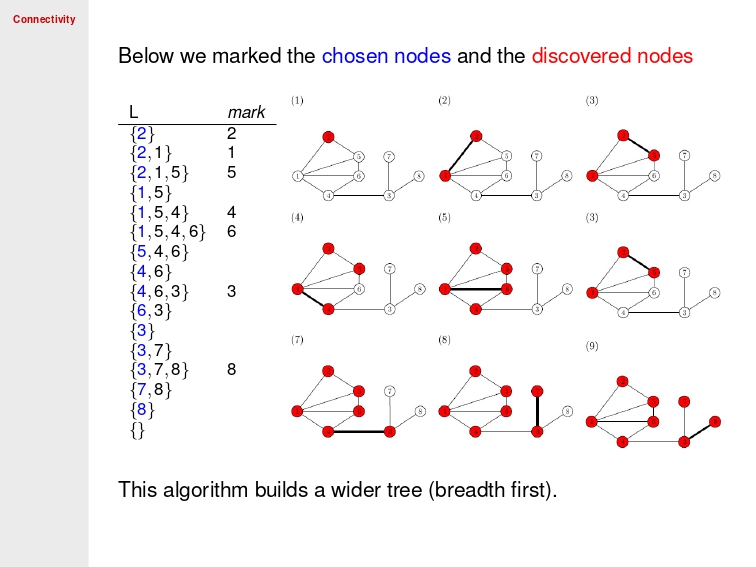 Connectivity
Below we marked the chosen nodes and the discovered nodes
L mark
{2} 2
{2,1} 1
{2,1,5} 5
{1,5}
{1,5,4} 4
{1,5,4,6} 6
{5,4,6}
{4,6}
{4,6,3} 3
{6,3}
{3}
{3,7}
{3,7,8} 8
{7,8}
{8}
{}
(1) (2) (3)
5 7 5 7 7
1 6 8 6 8 6 8
4 3 4 3 4 3
(4) (5) (3)
7 7 7
6 8 8 6 8
3 3 4 3
(7) (8) (9)
7
8 8
This algorithm builds a wider tree (breadth first).